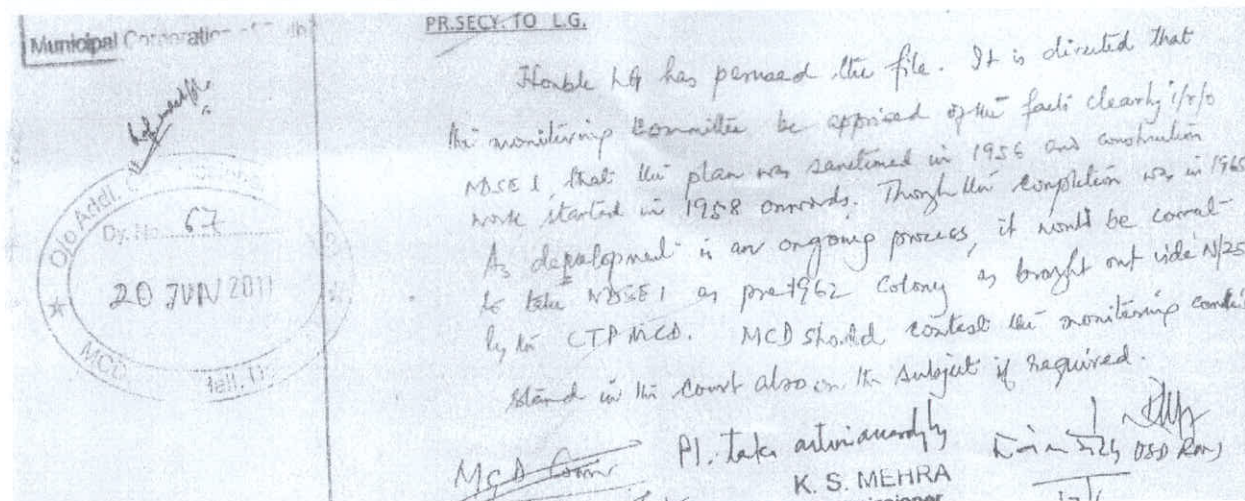 Municipal Corporation
PR.SECY. TO L.G.
Honble LG has perused the file. It is directed that
the monitoring Committee be apprised of the facts clearly i/r/o
NDSE 1, that the plan was sanctioned in 1956 and construction
work started in 1958 onwards. Though the completion was in 1965
As development is an ongoing process, it would be correct
to take NDSE 1 as pre 1962 Colony as brought out vide N/25
by the CTP MCD. MCD should contest the monitoring
stand in the Court also on the subject if required.
O/o Addl.
Dy. No. 67
20 JUN 2011
MCD
MCD Comr
Pl. take action accordingly
K. S. MEHRA
OSD